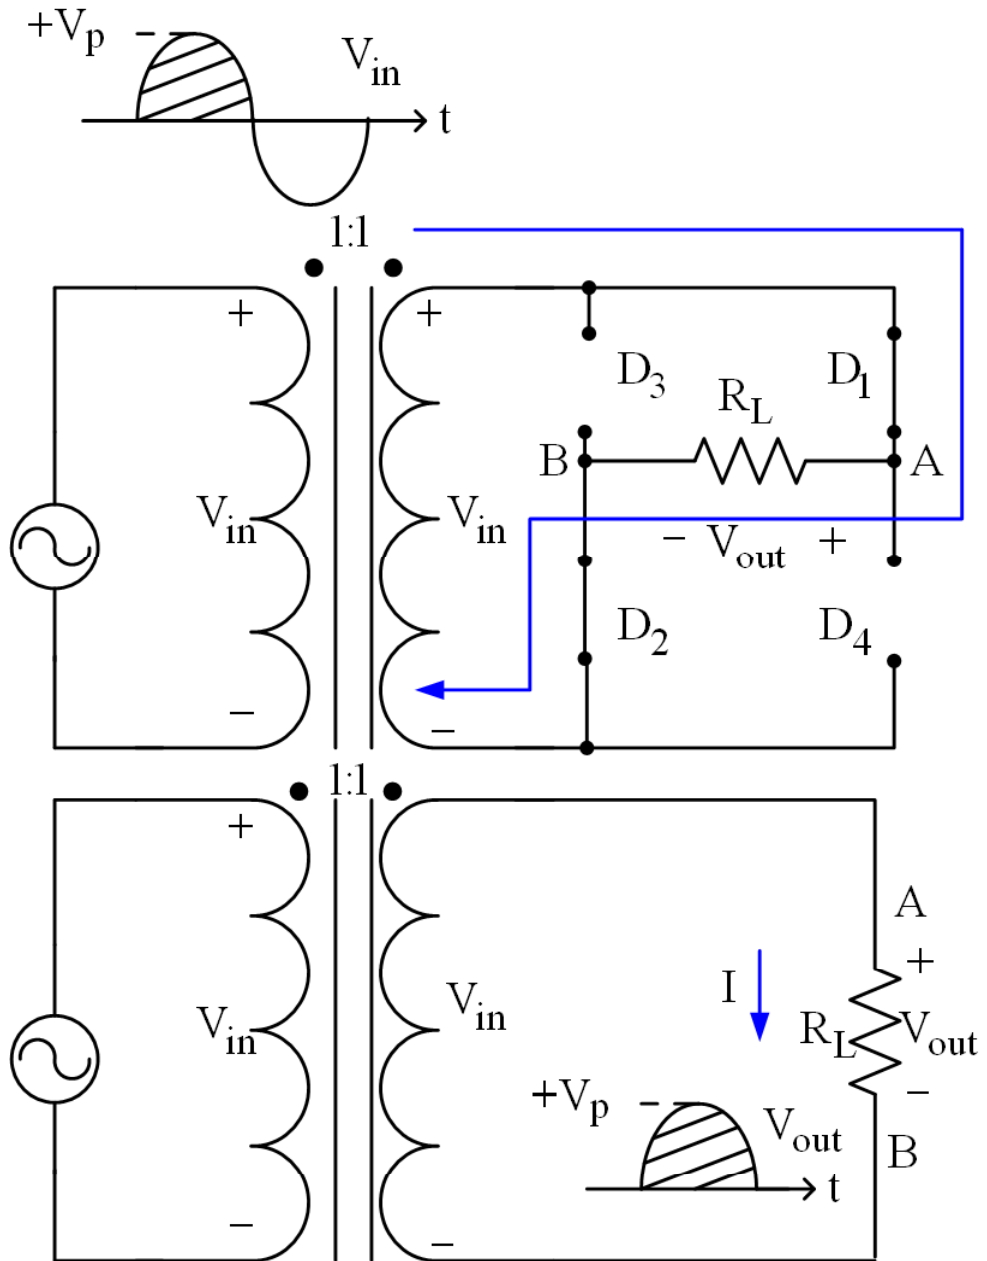 +Vp
Vin
t
1:1
+
+
D3
D1
RL
B
A
Vin
Vin
− Vout +
D2
D4
−
−
1:1
+
A
+
I
Vin
Vin
RL
Vout
−
+Vp
Vout
B
t
−
−